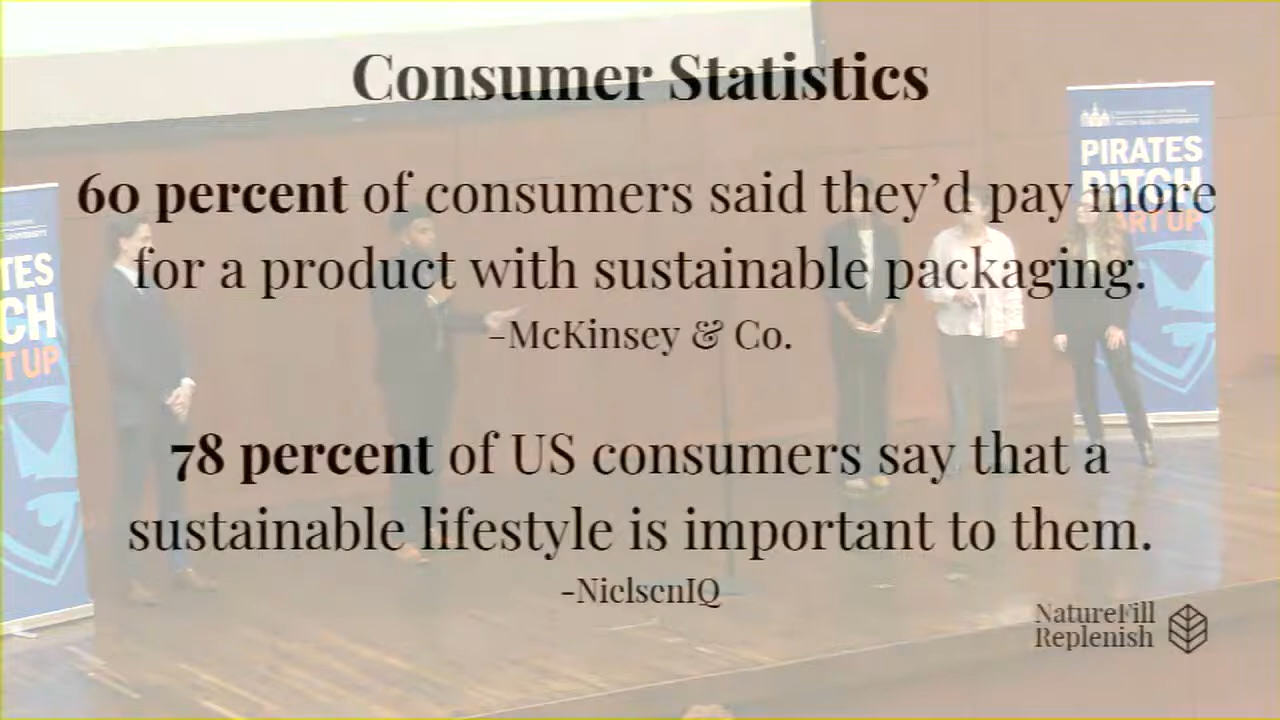 Consumer Statistics
60 percent of consumers said they’d pay more
for a product with sustainable packaging.
–McKinsey & Co.
78 percent of US consumers say that a
sustainable lifestyle is important to them.
-NielsenIQ
NatureFill
Replenish
PIRATES
PITCH
UNIVERSITY
TES
CH
T UP